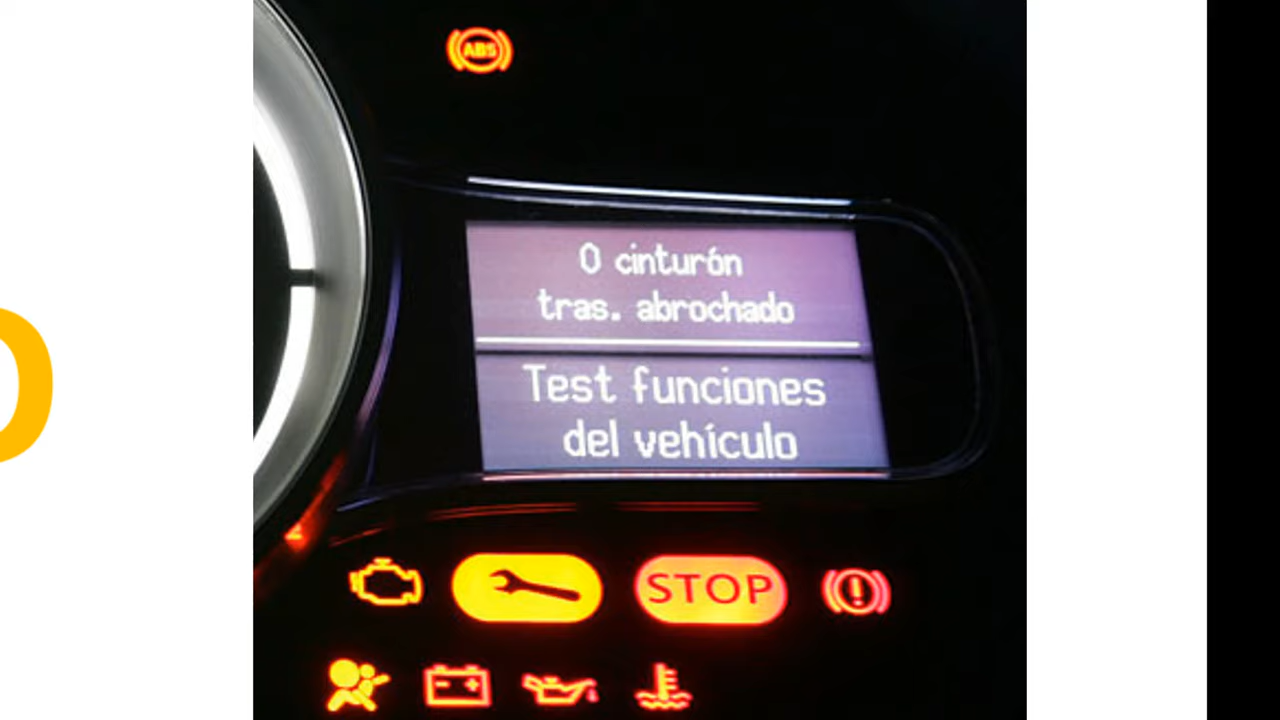 ABS
0 cinturón
tras. abrochado
Test funciones
del vehículo
STOP